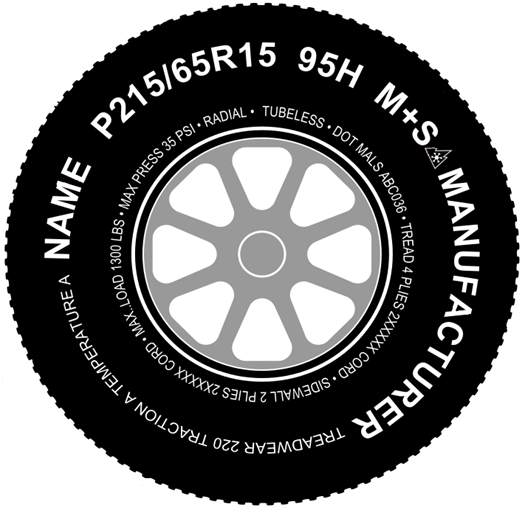 NAME P215/65R15 95H M+S MANUFACTURER
TREADWEAR 220 TRACTION A TEMPERATURE A
MAX LOAD 1300 LBS • MAX PRESS 35 PSI • RADIAL • TUBELESS • DOT MALS ABC036 • TREAD 4 PLIES 2XXXXX CORD • SIDEWALL 2 PLIES 2XXXXX CORD •